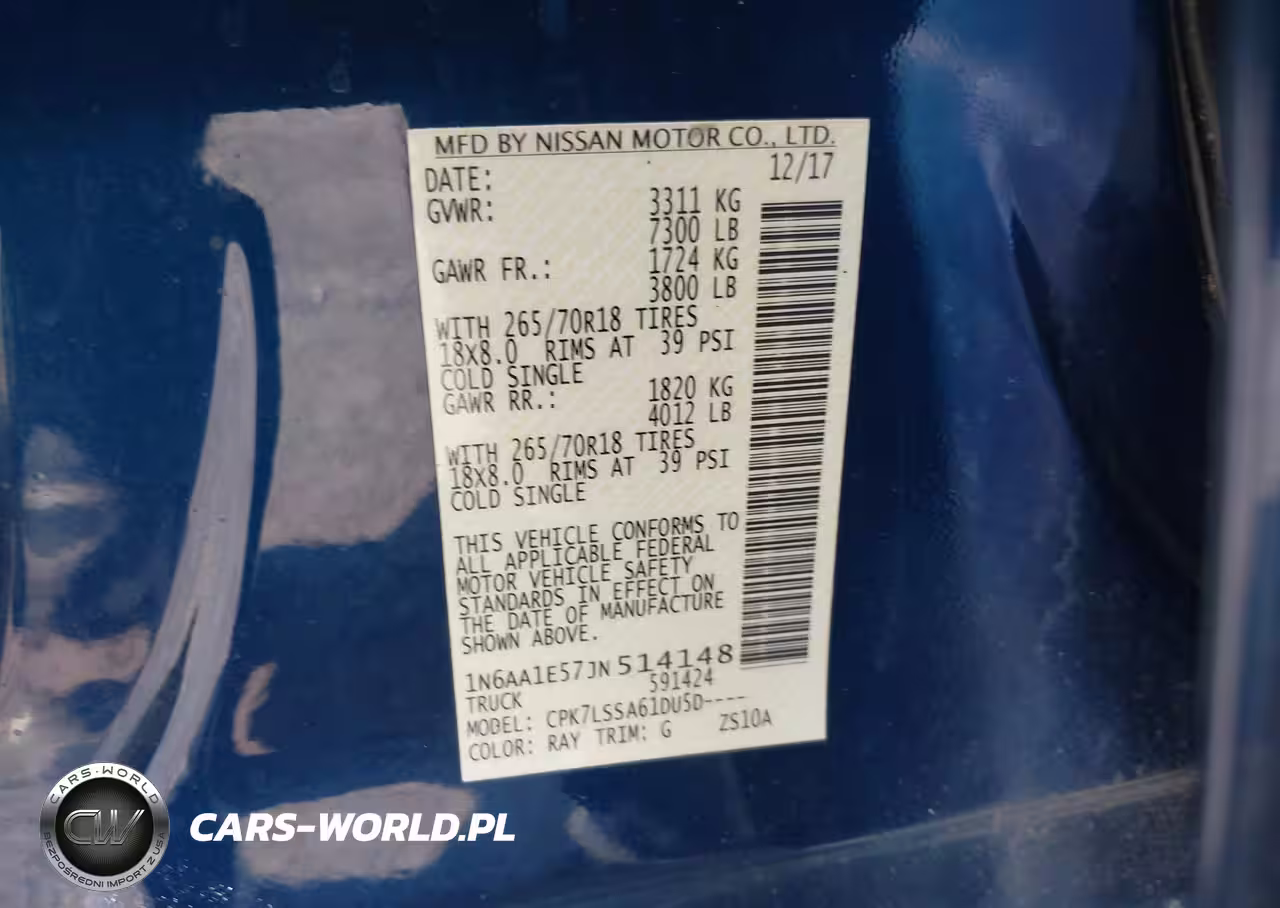 MFD BY NISSAN MOTOR CO., LTD.
DATE: 12/17
GVWR: 3311 KG
7300 LB
GAWR FR.: 1724 KG
3800 LB
WITH 265/70R18 TIRES
18X8.0 RIMS AT 39 PSI
COLD SINGLE
GAWR RR.: 1820 KG
4012 LB
WITH 265/70R18 TIRES
18X8.0 RIMS AT 39 PSI
COLD SINGLE
THIS VEHICLE CONFORMS TO
ALL APPLICABLE FEDERAL
MOTOR VEHICLE SAFETY
STANDARDS IN EFFECT ON
THE DATE OF MANUFACTURE
SHOWN ABOVE.
1N6AA1E57JN514148
TRUCK 591424
MODEL: CPK7LSSA61DU5D----
COLOR: RAY TRIM: G ZS10A
CARS-WORLD
CW
BEZPOŚREDNI IMPORT Z USA
CARS-WORLD.PL